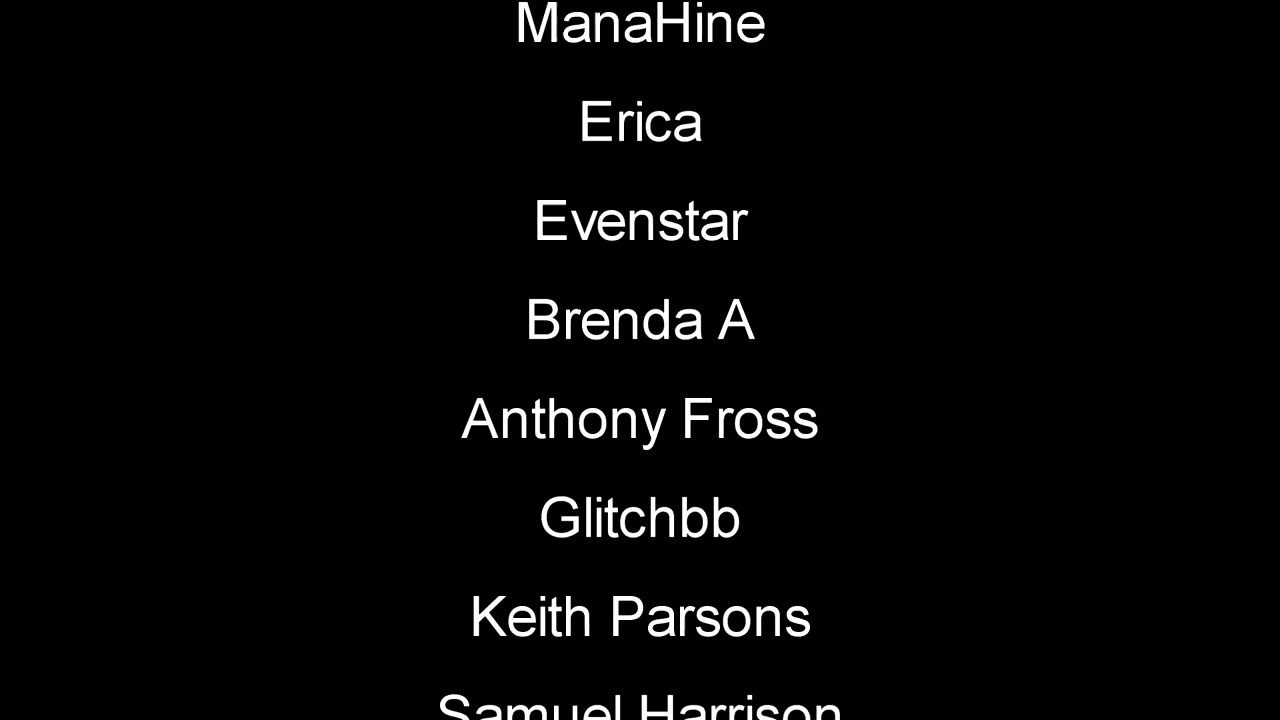 ManaHine
Erica
Evenstar
Brenda A
Anthony Fross
Glitchbb
Keith Parsons
Samuel Harrison